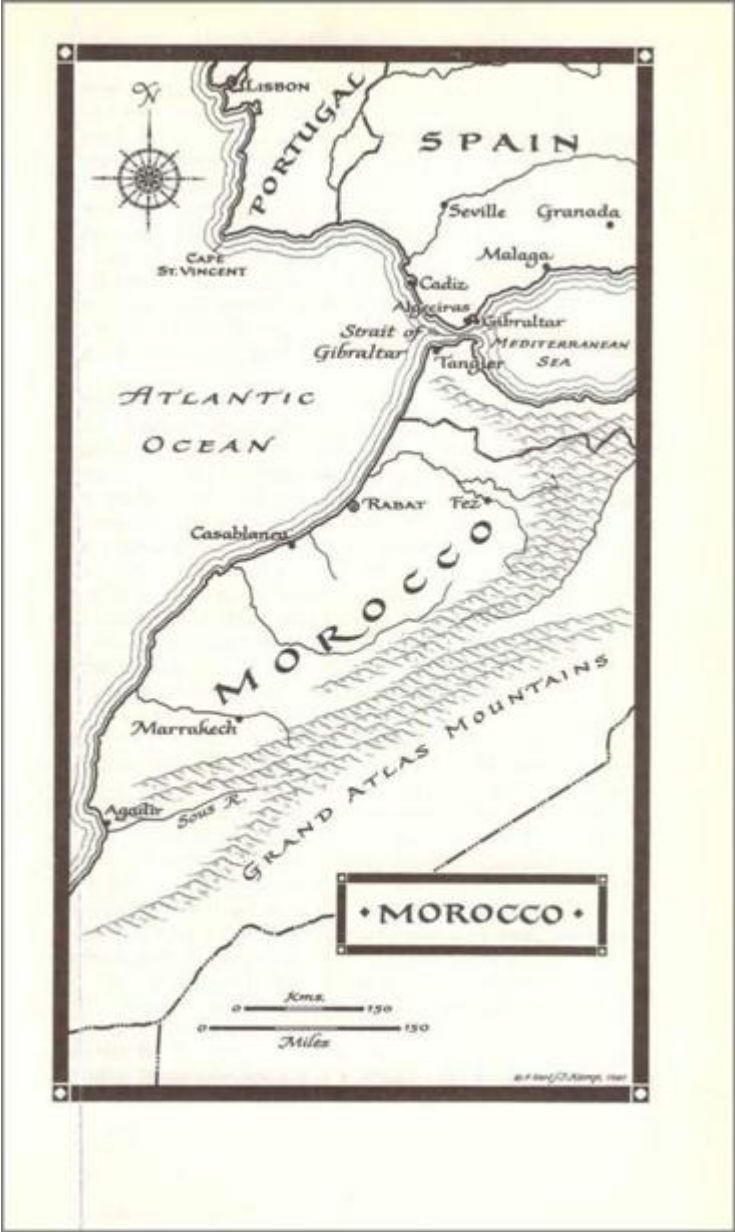 N
LISBON
PORTUGAL
SPAIN
Seville
Granada
CAPE
ST. VINCENT
Malaga
Cadiz
Algeciras
Gibraltar
Strait of
Gibraltar
MEDITERRANEAN
SEA
Tangier
ATLANTIC
OCEAN
RABAT
Fez
Casablanca
MOROCCO
Marrakech
GRAND ATLAS MOUNTAINS
Agadir
Sous R.
MOROCCO
Kms.
0 150
0 150
Miles